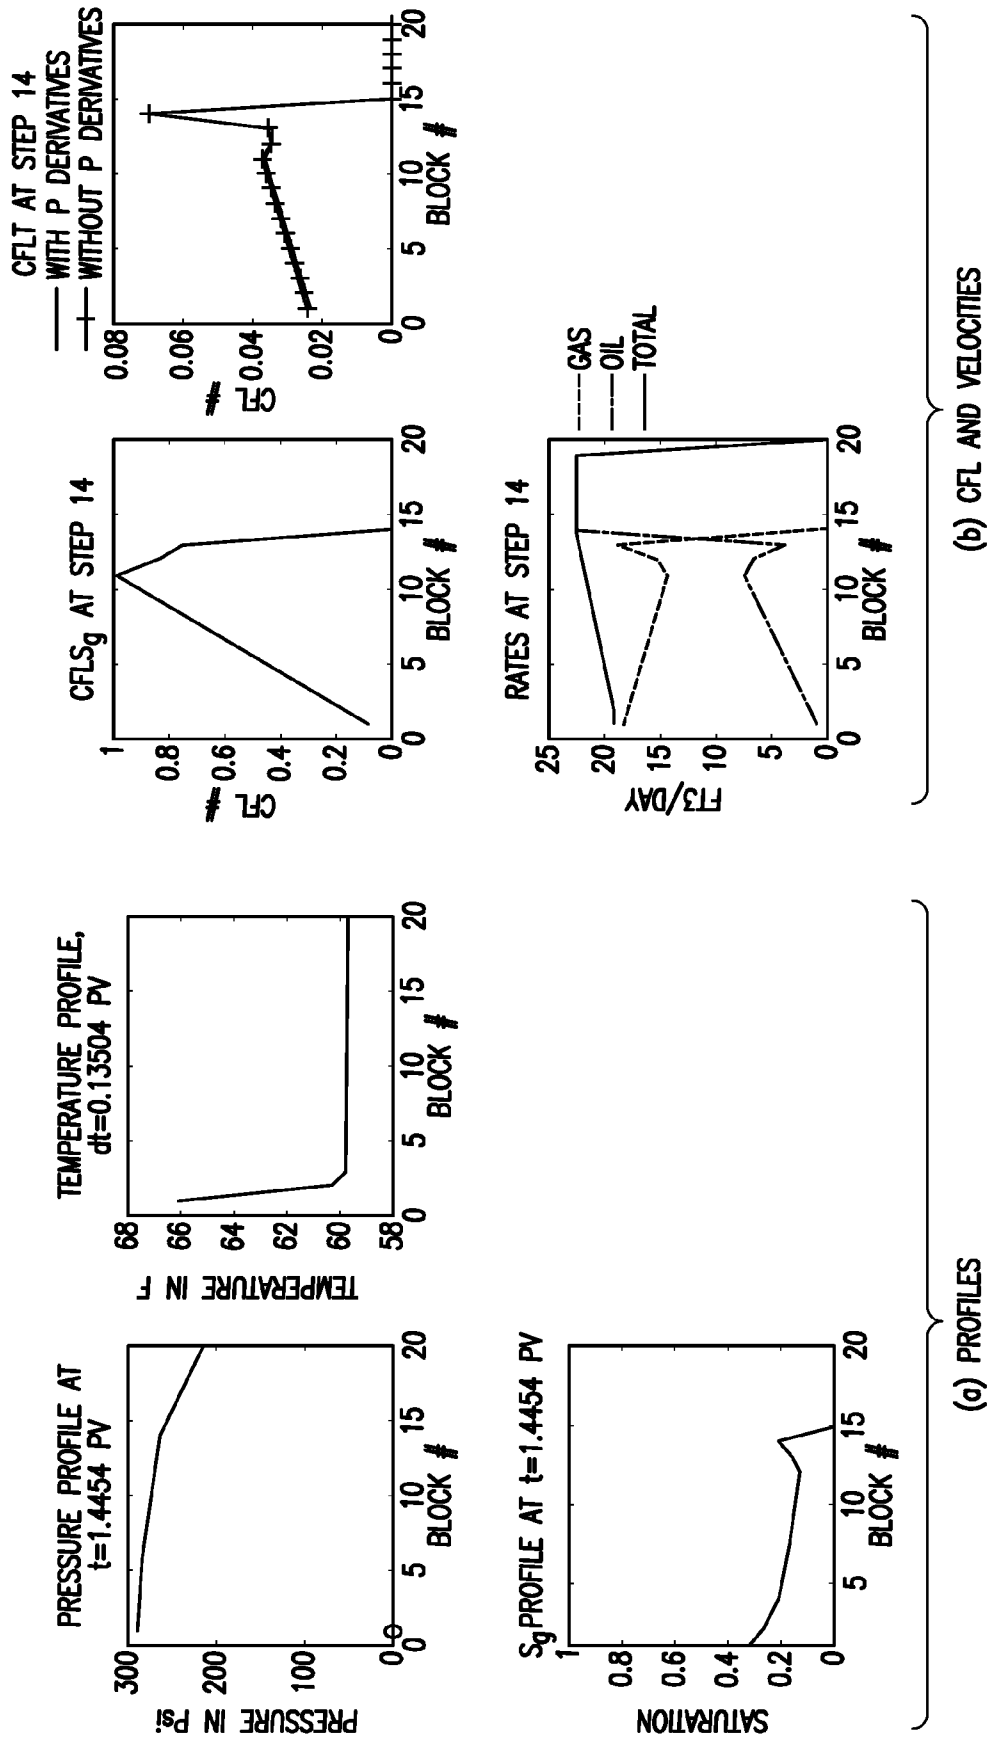 PRESSURE PROFILE AT
t=1.4454 PV
300
200
100
0
PRESSURE IN Psi
0
5
10
15
20
BLOCK #
TEMPERATURE PROFILE,
dt=0.13504 PV
68
66
64
62
60
58
TEMPERATURE IN F
0
5
10
15
20
BLOCK #
SgPROFILE AT t=1.4454 PV
1
0.8
0.6
0.4
0.2
0
SATURATION
5
10
15
20
BLOCK #
(a) PROFILES
CFLSg AT STEP 14
1
0.8
0.6
0.4
0.2
0
CFL #
0
5
10
15
20
BLOCK #
CFLT AT STEP 14
WITH P DERIVATIVES
WITHOUT P DERIVATIVES
0.08
0.06
0.04
0.02
0
CFL #
0
5
10
15
20
BLOCK #
RATES AT STEP 14
25
20
15
10
5
0
FT3/DAY
0
5
10
15
20
BLOCK #
GAS
OIL
TOTAL
(b) CFL AND VELOCITIES